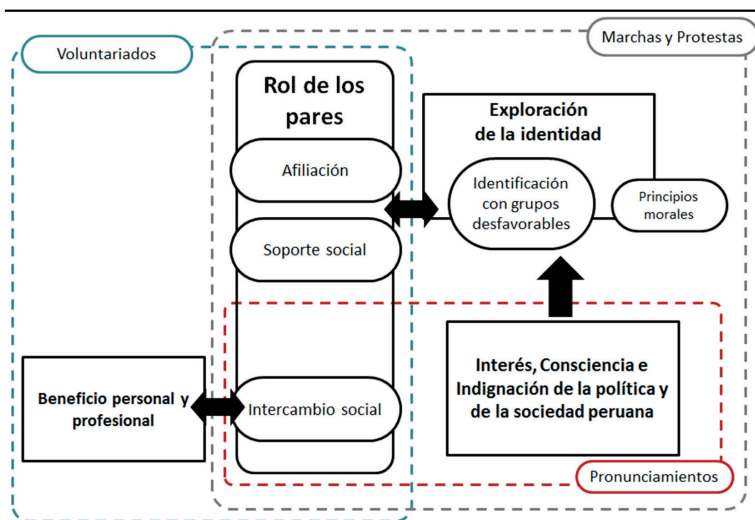 Voluntariados
Marchas y Protestas
Rol de los
pares
Afiliación
Soporte social
Intercambio social
Exploración
de la identidad
Identificación
con grupos
desfavorables
Principios
morales
Beneficio personal y
profesional
Interés, Consciencia e
Indignación de la política y
de la sociedad peruana
Pronunciamientos